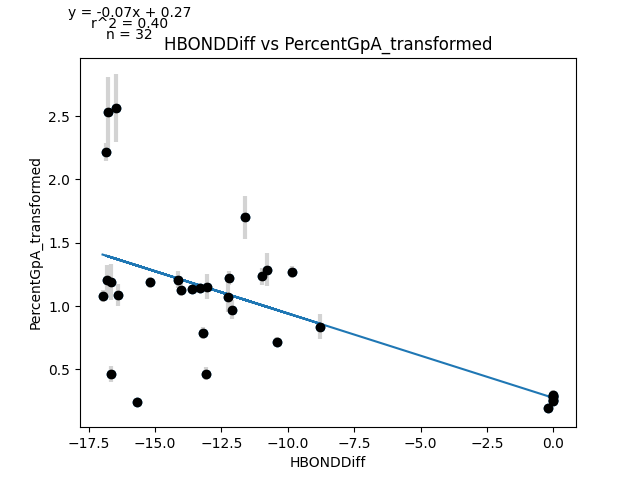 y = -0.07x + 0.27
r^2 = 0.40
n = 32
HBONDDiff vs PercentGpA_transformed
PercentGpA_transformed
2.5
2.0
1.5
1.0
0.5
−17.5 −15.0 −12.5 −10.0 −7.5 −5.0 −2.5 0.0
HBONDDiff